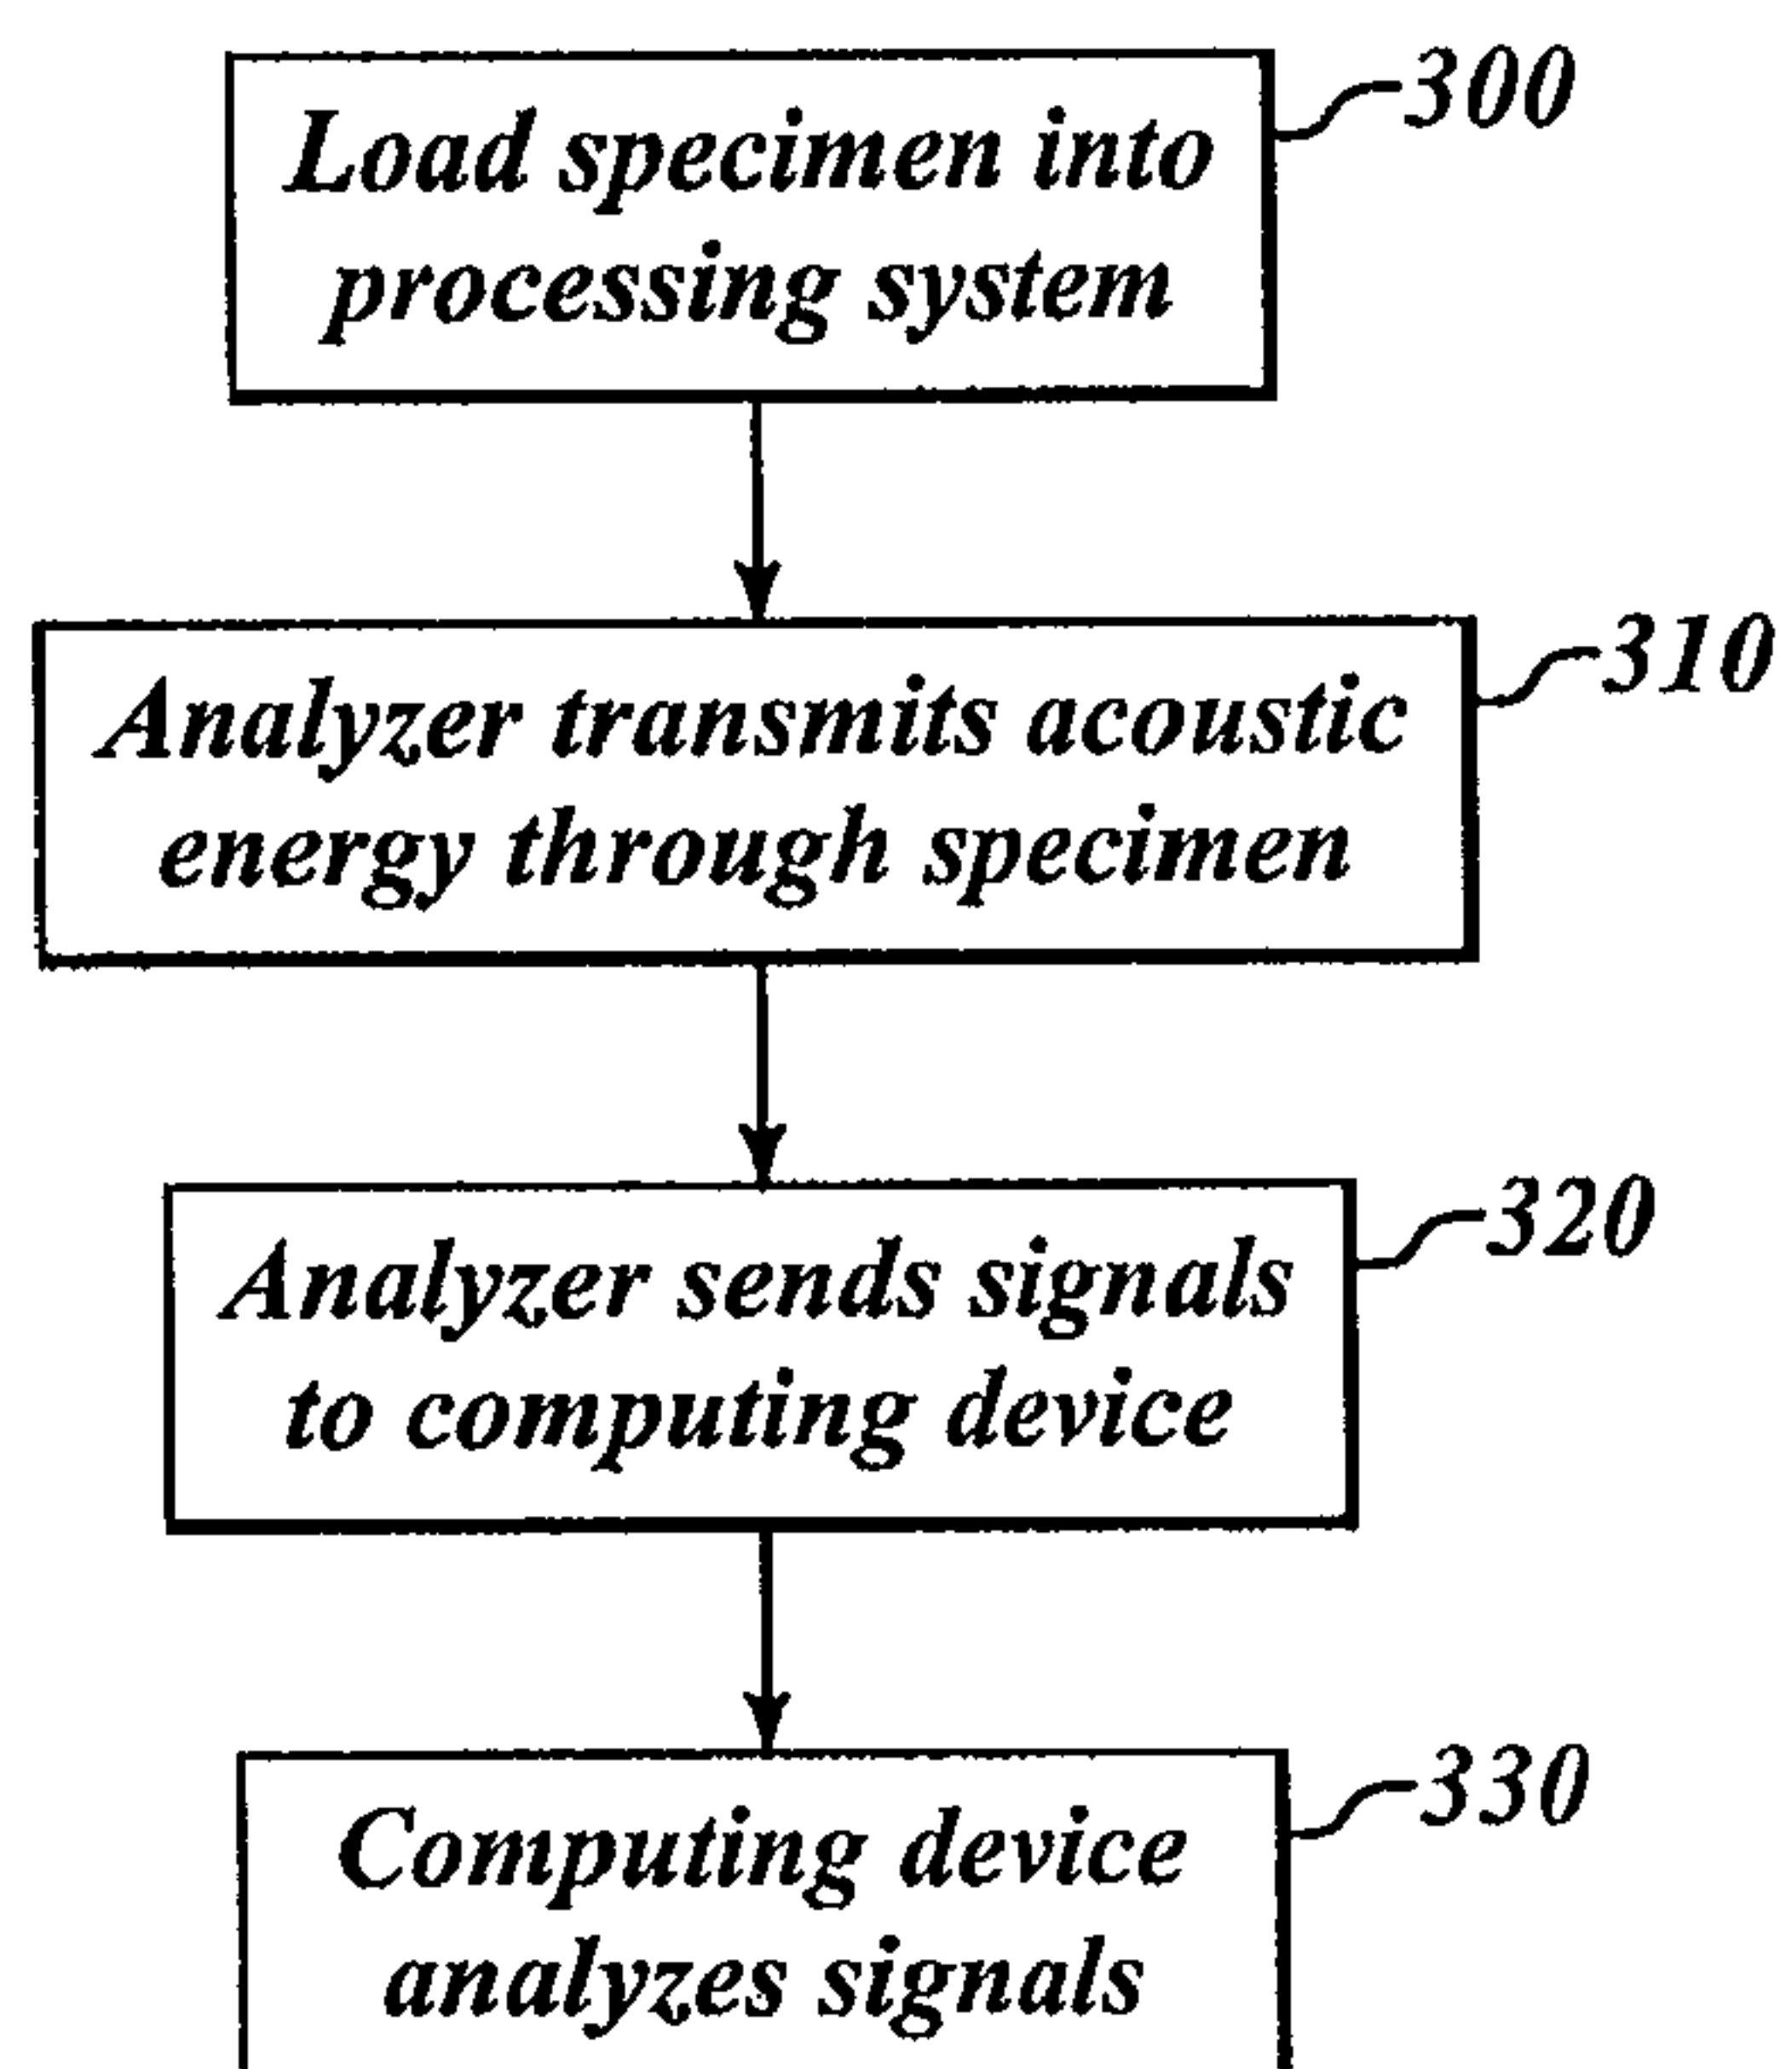 Load specimen into
processing system
300
Analyzer transmits acoustic
energy through specimen
310
Analyzer sends signals
to computing device
320
Computing device
analyzes signals
330